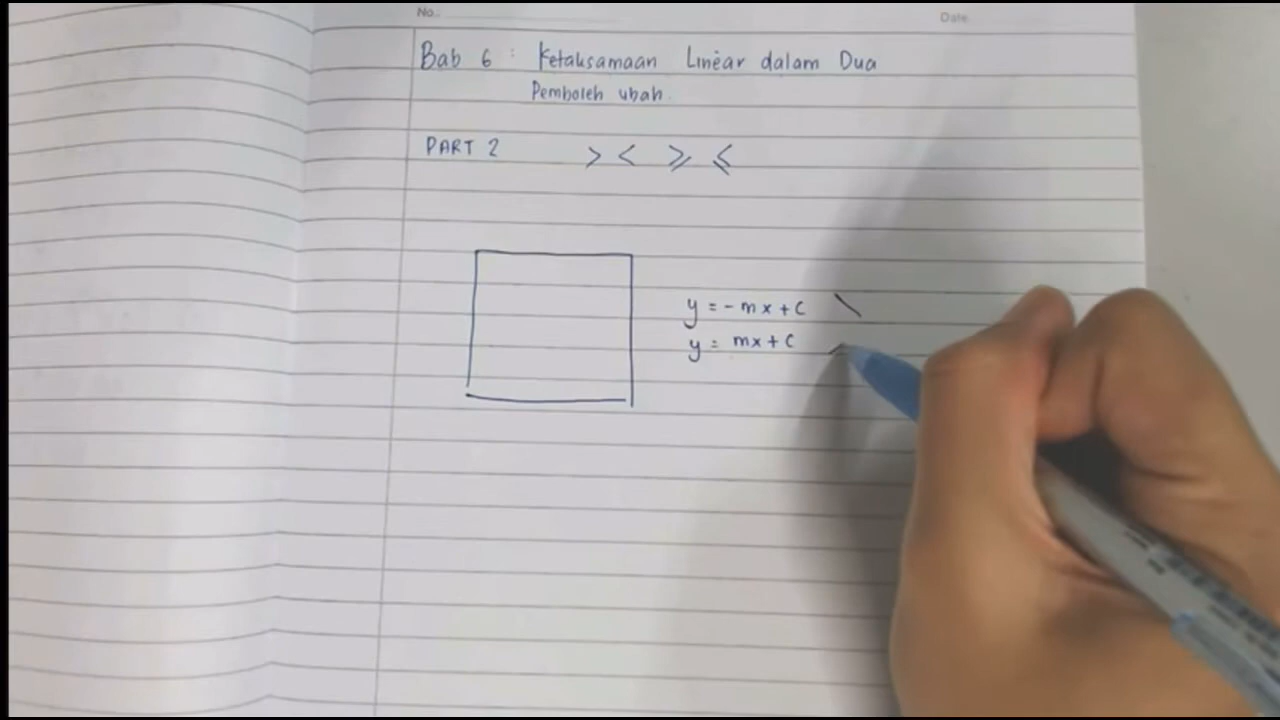 No.
Date
Bab 6 : Ketaksamaan Linear dalam Dua
Pemboleh ubah.
PART 2 > < ≥ ≤
y = - mx + c \
y = mx + c